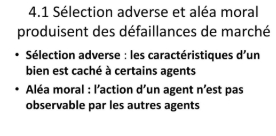 4.1 Sélection adverse et aléa moral
produisent des défaillances de marché
• Sélection adverse : les caractéristiques d'un
bien est caché à certains agents
• Aléa moral : l'action d'un agent n'est pas
observable par les autres agents